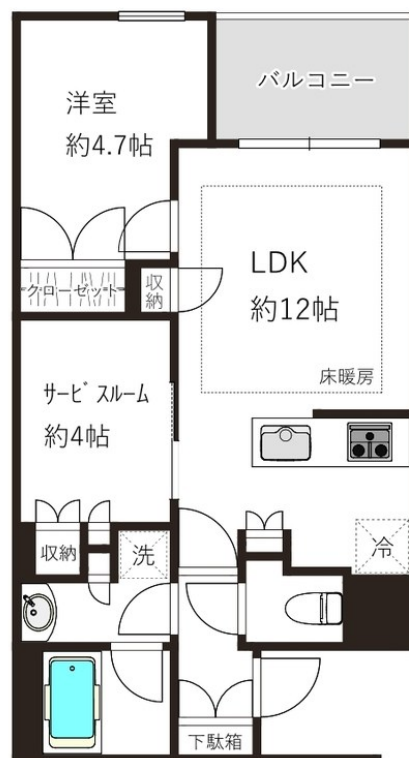 バルコニー
洋室
約4.7帖
LDK
約12帖
床暖房
クローゼット
収納
サービスルーム
約4帖
冷
収納
洗
下駄箱